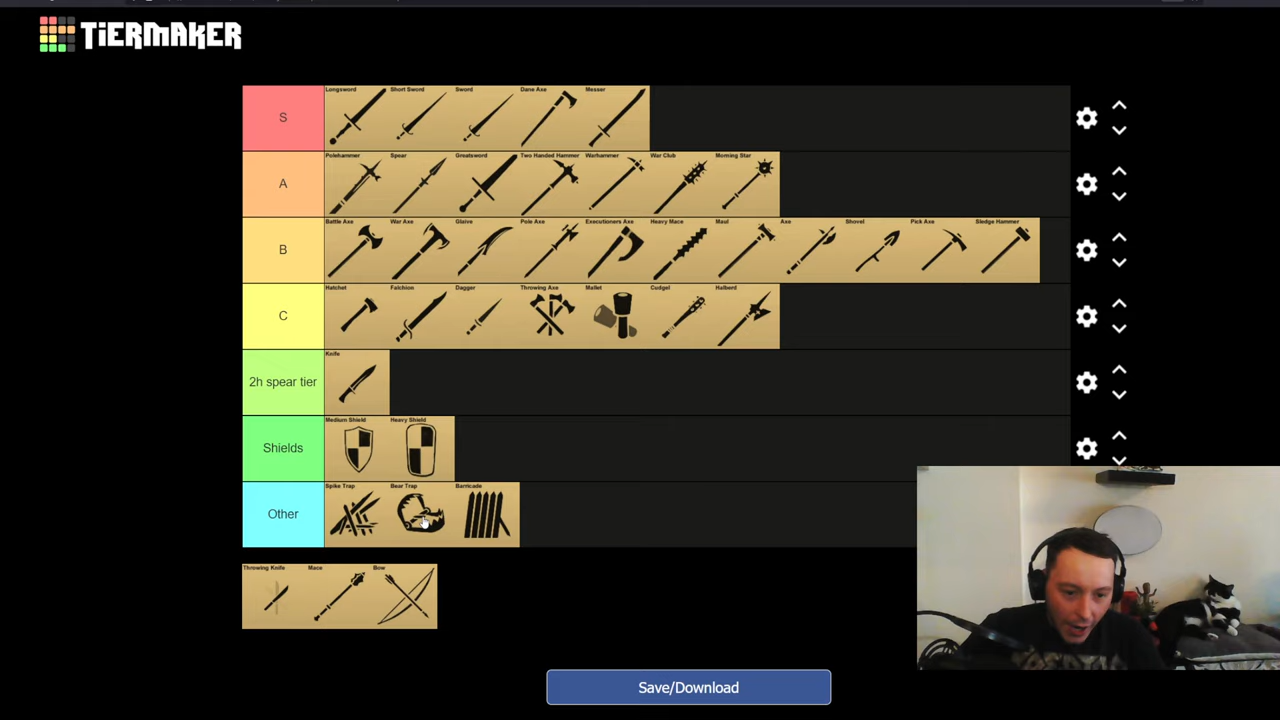 TiERMAKER
S
Longsword Short Sword Sword Dane Axe Messer
A
Polehammer Spear Greatsword Two Handed Hammer Warhammer War Club Morning Star
B
Battle Axe War Axe Glaive Pole Axe Executioners Axe Heavy Mace Maul Axe Shovel Pick Axe Sledge Hammer
C
Hatchet Falchion Dagger Throwing Axe Mallet Cudgel Halberd
2h spear tier
Knife
Shields
Medium Shield Heavy Shield
Other
Spike Trap Bear Trap Barricade
Throwing Knife Mace Bow
Save/Download